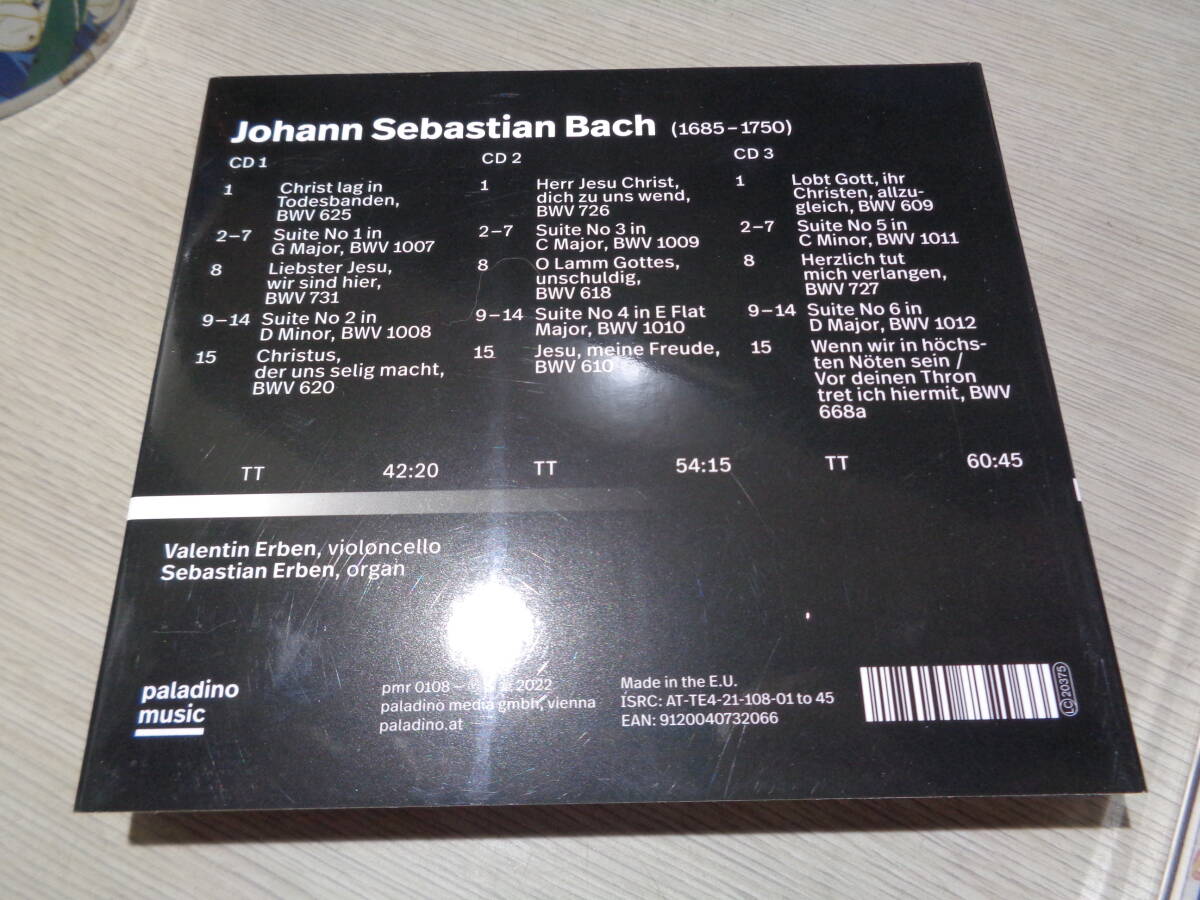 Johann Sebastian Bach (1685–1750)
CD 1
1 Christ lag in
Todesbanden,
BWV 625
2–7 Suite No 1 in
G Major, BWV 1007
8 Liebster Jesu,
wir sind hier,
BWV 731
9–14 Suite No 2 in
D Minor, BWV 1008
15 Christus,
der uns selig macht,
BWV 620
TT 42:20
CD 2
1 Herr Jesu Christ,
dich zu uns wend,
BWV 726
2–7 Suite No 3 in
C Major, BWV 1009
8 O Lamm Gottes,
unschuldig,
BWV 618
9–14 Suite No 4 in E Flat
Major, BWV 1010
15 Jesu, meine Freude,
BWV 610
TT 54:15
CD 3
1 Lobt Gott, ihr
Christen, allzu-
gleich, BWV 609
2–7 Suite No 5 in
C Minor, BWV 1011
8 Herzlich tut
mich verlangen,
BWV 727
9–14 Suite No 6 in
D Major, BWV 1012
15 Wenn wir in höchs-
ten Nöten sein /
Vor deinen Thron
tret ich hiermit, BWV
668a
TT 60:45
Valentin Erben, violoncello
Sebastian Erben, organ
paladino
music
pmr 0108 – 2022
paladino media gmbh, vienna
paladino.at
Made in the E.U.
ISRC: AT-TE4-21-108-01 to 45
EAN: 9120040732066
LC 20375